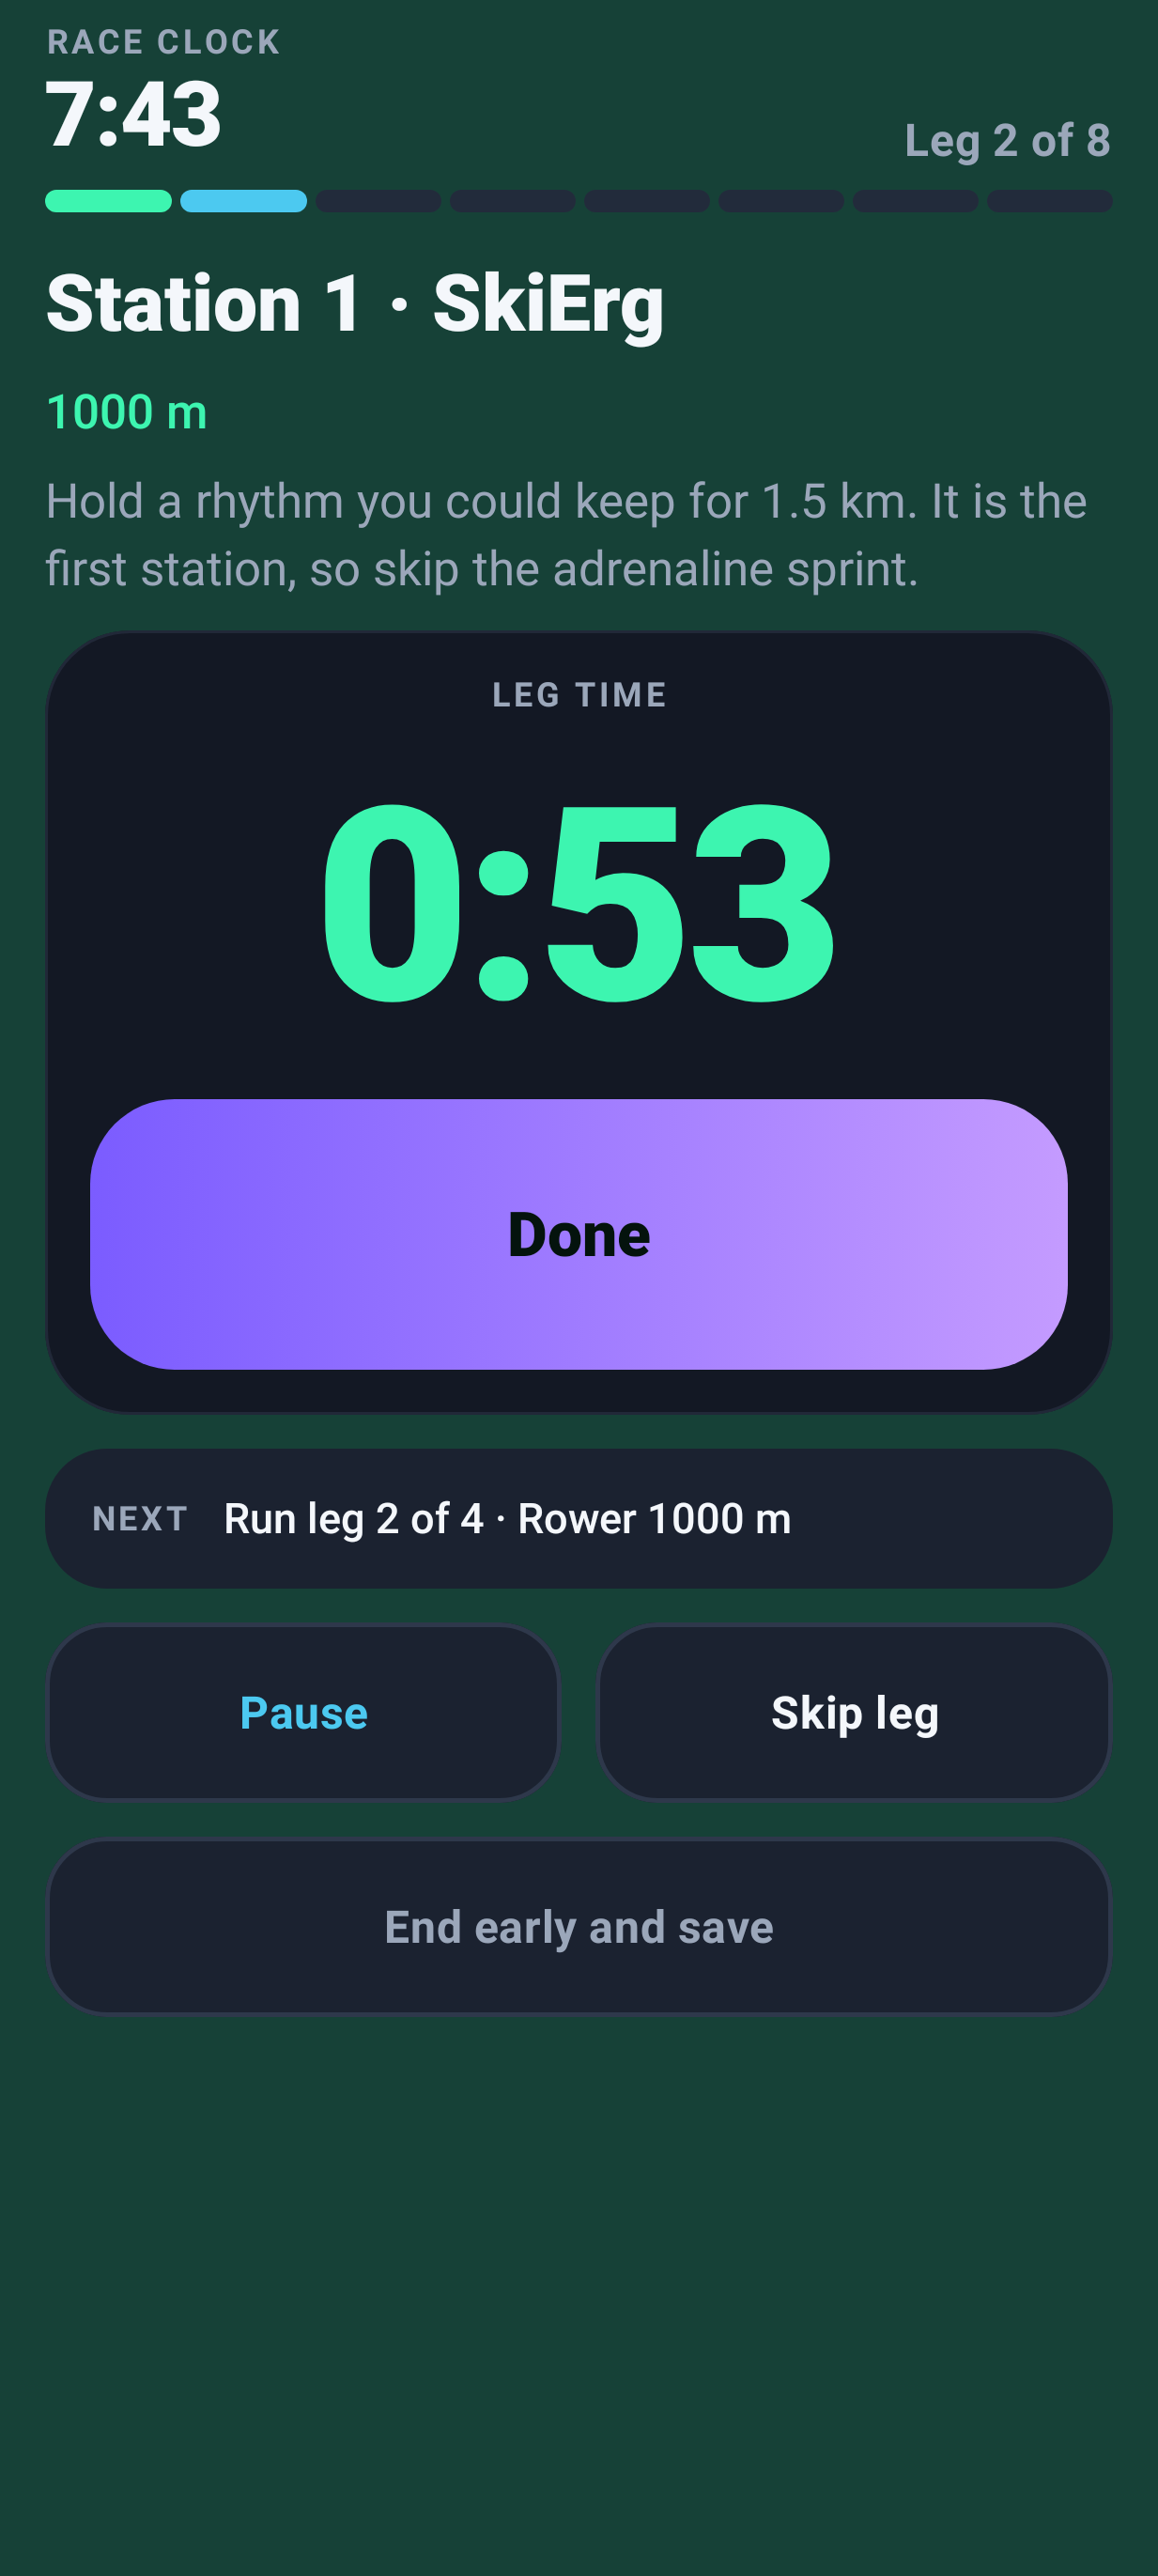 RACE CLOCK
7:43
Leg 2 of 8
Station 1 · SkiErg
1000 m
Hold a rhythm you could keep for 1.5 km. It is the
first station, so skip the adrenaline sprint.
LEG TIME
0:53
Done
NEXT Run leg 2 of 4 · Rower 1000 m
Pause
Skip leg
End early and save